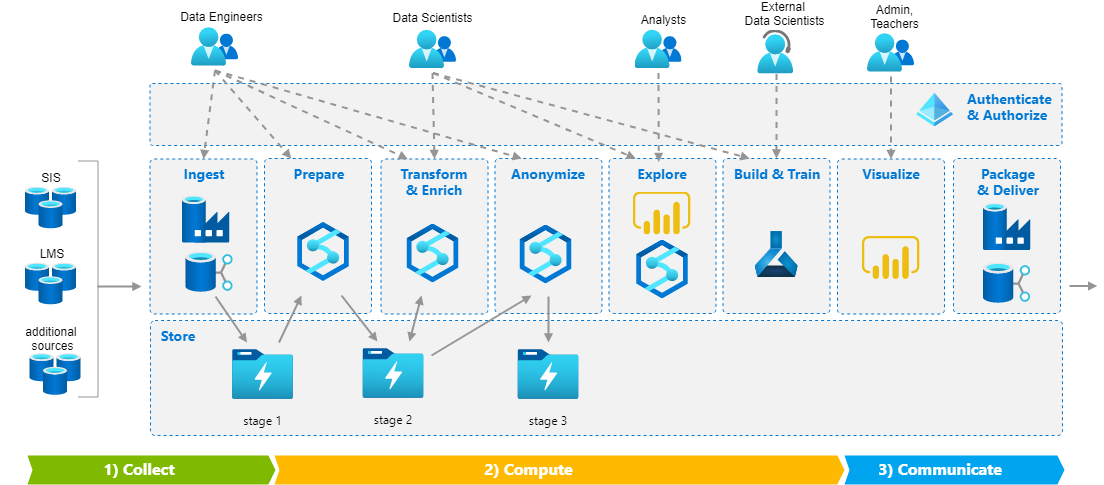 Data Engineers
Data Scientists
Analysts
External
Data Scientists
Admin,
Teachers
Authenticate
& Authorize
SIS
LMS
additional
sources
Ingest
Prepare
Transform
& Enrich
Anonymize
Explore
Build & Train
Visualize
Package
& Deliver
Store
stage 1
stage 2
stage 3
1) Collect
2) Compute
3) Communicate